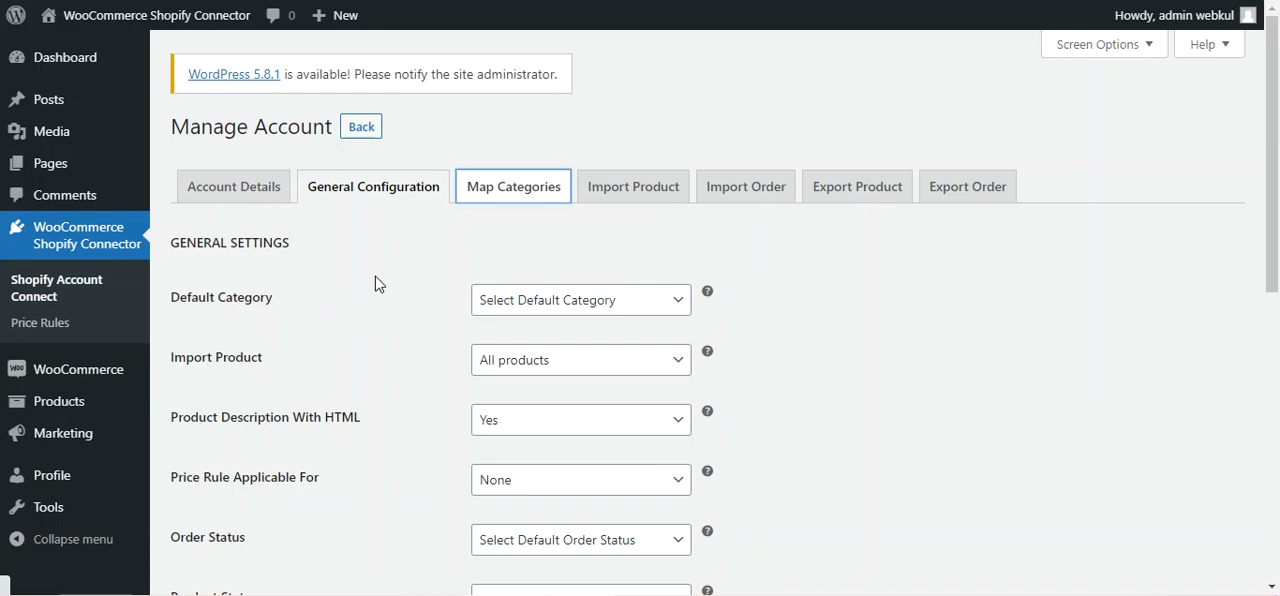 WooCommerce Shopify Connector 0 New Howdy, admin webkul
Screen Options Help
Dashboard
WordPress 5.8.1 is available! Please notify the site administrator.
Posts
Media
Pages
Comments
WooCommerce
Shopify Connector
Shopify Account
Connect
Price Rules
WooCommerce
Products
Marketing
Profile
Tools
Collapse menu
Manage Account Back
Account Details General Configuration Map Categories Import Product Import Order Export Product Export Order
GENERAL SETTINGS
Default Category Select Default Category ?
Import Product All products ?
Product Description With HTML Yes ?
Price Rule Applicable For None ?
Order Status Select Default Order Status ?